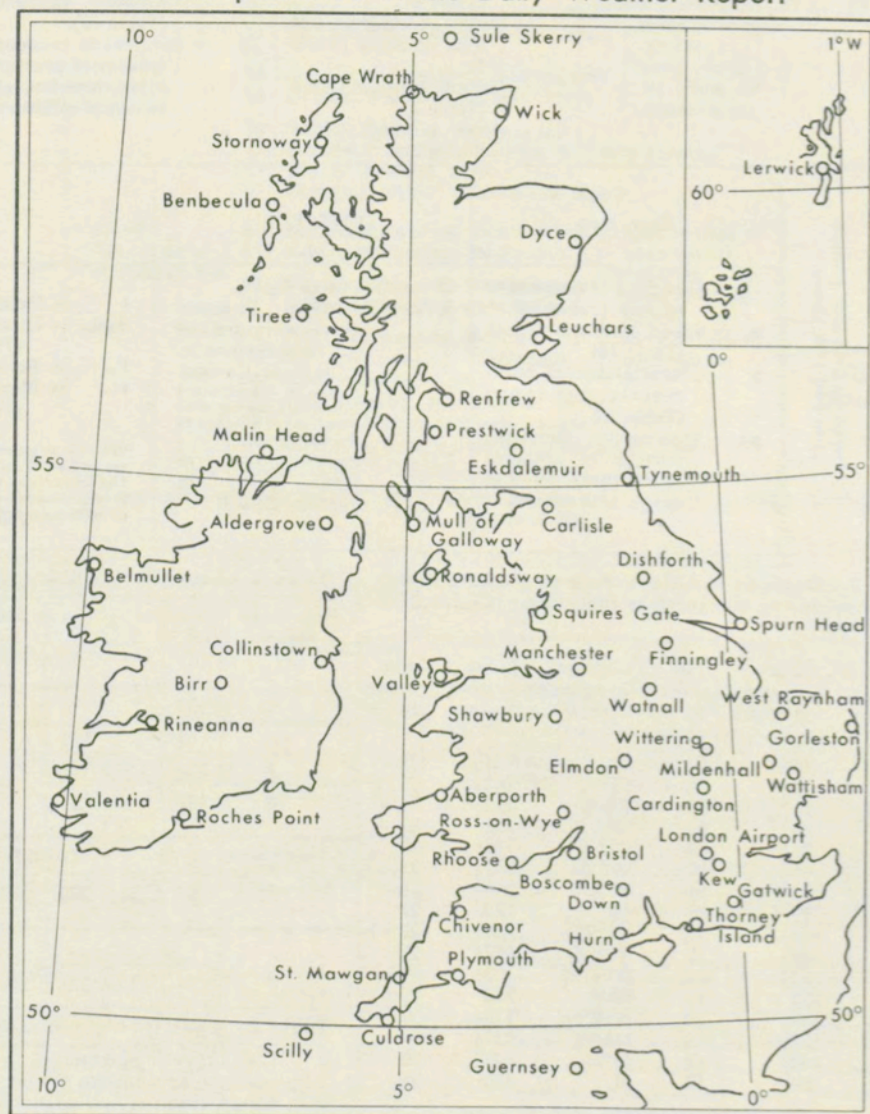 Daily Weather Report
10°
5°
Sule Skerry
1° W
Cape Wrath
Wick
Stornoway
Lerwick
60°
Benbecula
Dyce
Tiree
Leuchars
0°
Renfrew
Prestwick
Malin Head
Eskdalemuir
55°
Tynemouth
55°
Aldergrove
Mull of
Galloway
Carlisle
Dishforth
Belmullet
Ronaldsway
Squires Gate
Spurn Head
Collinstown
Manchester
Finningley
Birr
Valley
Watnall
West Raynham
Rineanna
Shawbury
Wittering
Gorleston
Elmdon
Mildenhall
Wattisham
Valentia
Aberporth
Cardington
Roches Point
Ross-on-Wye
London Airport
Rhoose
Bristol
Kew
Boscombe
Down
Gatwick
Chivenor
Thorney
Island
Hurn
Plymouth
St. Mawgan
50°
50°
Scilly
Culdrose
Guernsey
10°
5°
0°